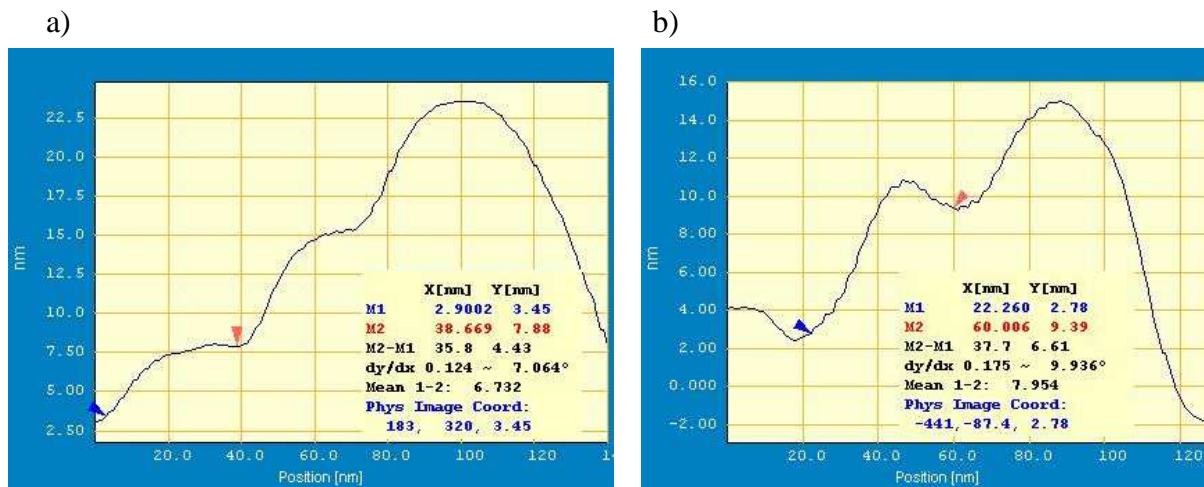 a)
b)
22.5
20.0
17.5
15.0
12.5
10.0
7.50
5.00
2.50
nm
20.0 40.0 60.0 80.0 100 120 14
Position [nm]
X[nm] Y[nm]
M1 2.9002 3.45
M2 38.669 7.88
M2-M1 35.8 4.43
dy/dx 0.124 ~ 7.064°
Mean 1-2: 6.732
Phys Image Coord:
183, 320, 3.45
16.0
14.0
12.0
10.0
8.00
6.00
4.00
2.00
0.000
-2.00
nm
20.0 40.0 60.0 80.0 100 120
Position [nm]
X[nm] Y[nm]
M1 22.260 2.78
M2 60.006 9.39
M2-M1 37.7 6.61
dy/dx 0.175 ~ 9.936°
Mean 1-2: 7.954
Phys Image Coord:
-441,-87.4, 2.78